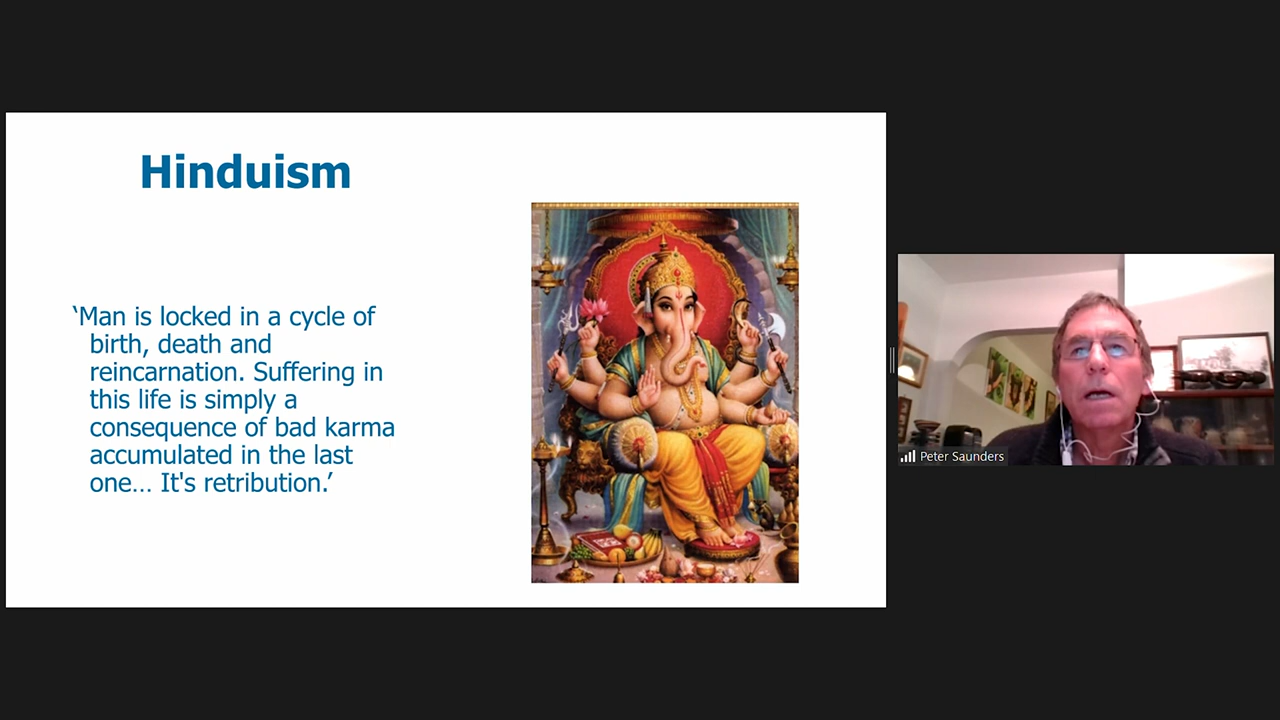 Hinduism
‘Man is locked in a cycle of
birth, death and
reincarnation. Suffering in
this life is simply a
consequence of bad karma
accumulated in the last
one… It's retribution.’
Peter Saunders